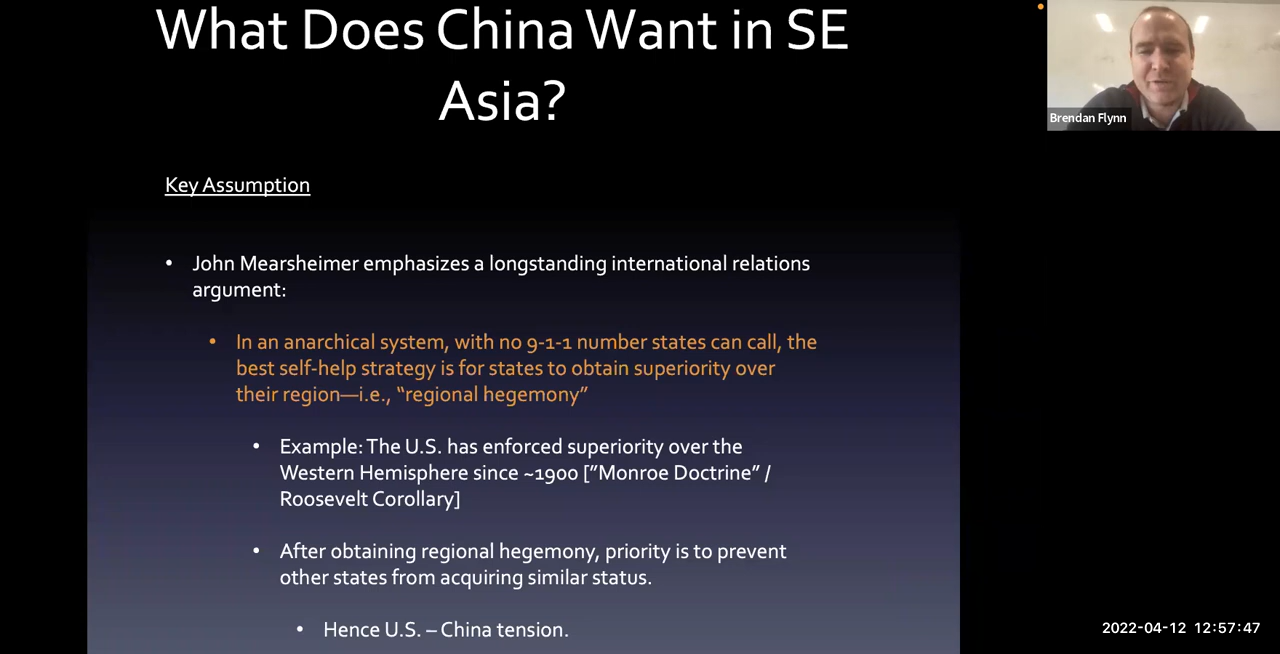 What Does China Want in SE
Asia?
Brendan Flynn
Key Assumption
• John Mearsheimer emphasizes a longstanding international relations
argument:
• In an anarchical system, with no 9-1-1 number states can call, the
best self-help strategy is for states to obtain superiority over
their region—i.e., “regional hegemony”
• Example: The U.S. has enforced superiority over the
Western Hemisphere since ~1900 [“Monroe Doctrine” /
Roosevelt Corollary]
• After obtaining regional hegemony, priority is to prevent
other states from acquiring similar status.
• Hence U.S. – China tension.
2022-04-12 12:57:47